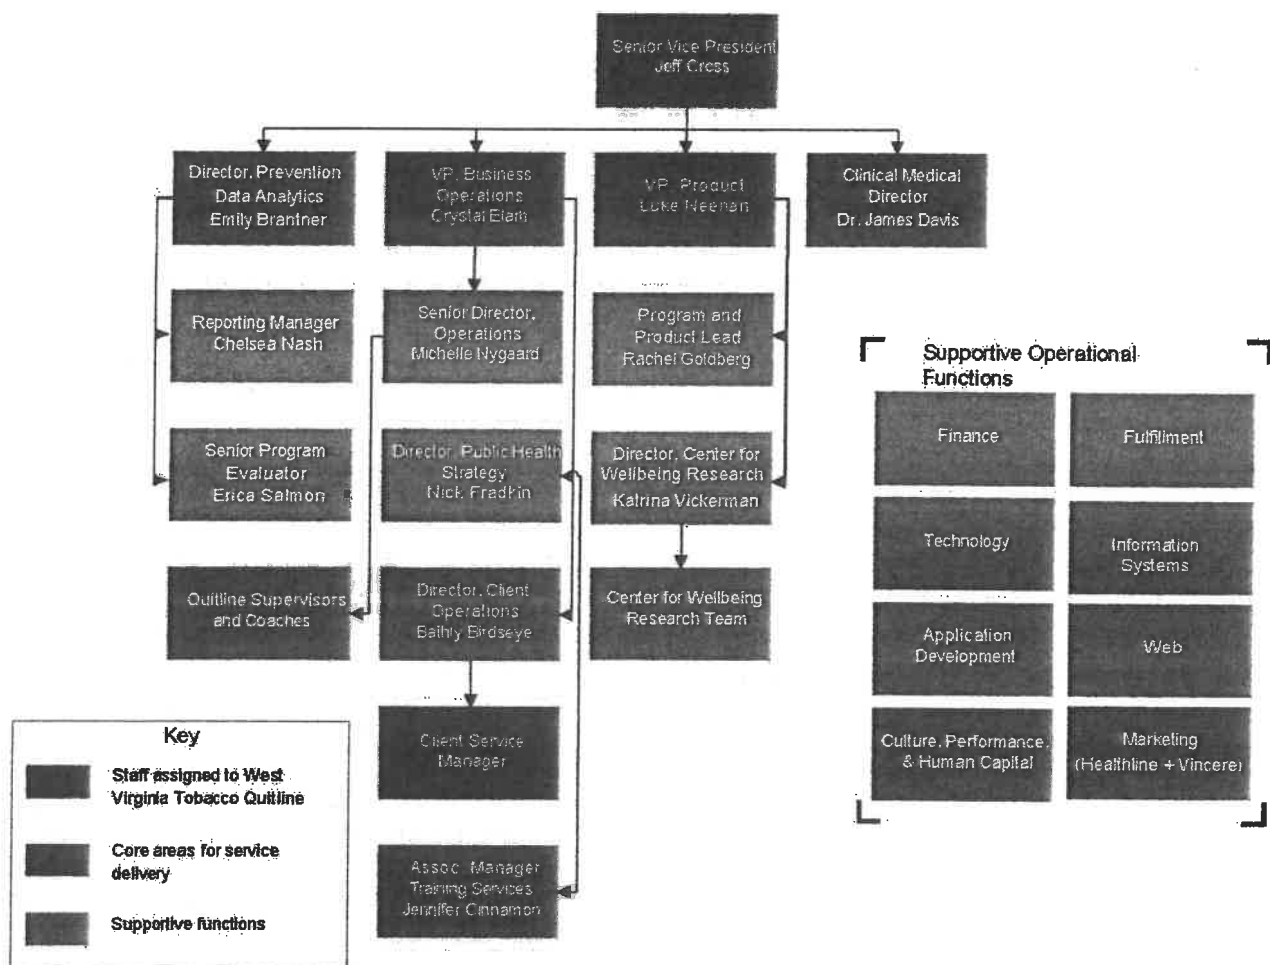 Senior Vice President
Jeff Cross
Director, Prevention
Data Analytics
Emily Brantner
VP, Business
Operations
Crystal Elam
VP, Product
Luke Neenan
Clinical Medical
Director
Dr. James Davis
Reporting Manager
Chelsea Nash
Senior Director,
Operations
Michelle Nygaard
Program and
Product Lead
Rachel Goldberg
Senior Program
Evaluator
Erica Salmon
Director, Public Health
Strategy
Nick Fradkin
Director, Center for
Wellbeing Research
Katrina Vickerman
Quitline Supervisors
and Coaches
Director, Client
Operations
Bathly Birdseye
Center for Wellbeing
Research Team
Client Service
Manager
Assoc. Manager
Training Services
Jennifer Cinnamon
Supportive Operational
Functions
Finance
Fulfillment
Technology
Information
Systems
Application
Development
Web
Culture, Performance,
& Human Capital
Marketing
(Healthline + Vincere)
Key
Staff assigned to West
Virginia Tobacco Quitline
Core areas for service
delivery
Supportive functions